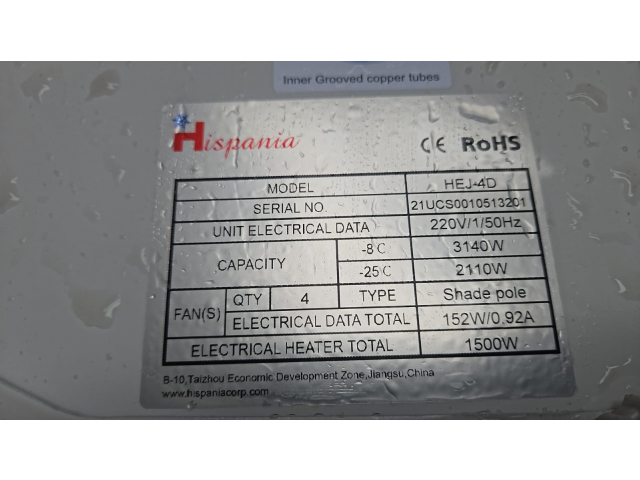 Inner Grooved copper tubes
Hispania
CE RoHS
MODEL HEJ-4D
SERIAL NO. 21UCS0010513201
UNIT ELECTRICAL DATA 220V/1/50Hz
CAPACITY -8℃ 3140W
-25℃ 2110W
FAN(S) QTY 4 TYPE Shade pole
ELECTRICAL DATA TOTAL 152W/0.92A
ELECTRICAL HEATER TOTAL 1500W
B-10,Taizhou Economic Development Zone,Jiangsu,China
www.hispaniacorp.com